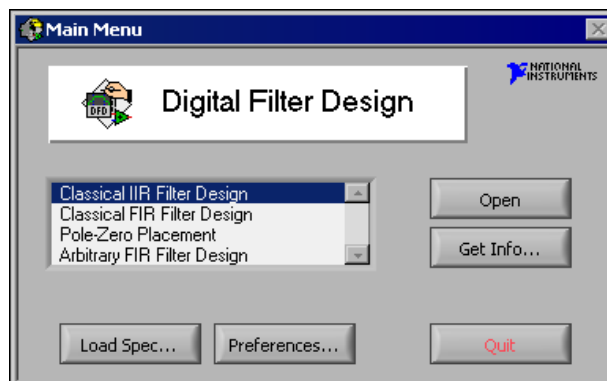 Main Menu
NATIONAL
INSTRUMENTS
DFD
Digital Filter Design
Classical IIR Filter Design
Classical FIR Filter Design
Pole-Zero Placement
Arbitrary FIR Filter Design
Open
Get Info...
Load Spec...
Preferences...
Quit